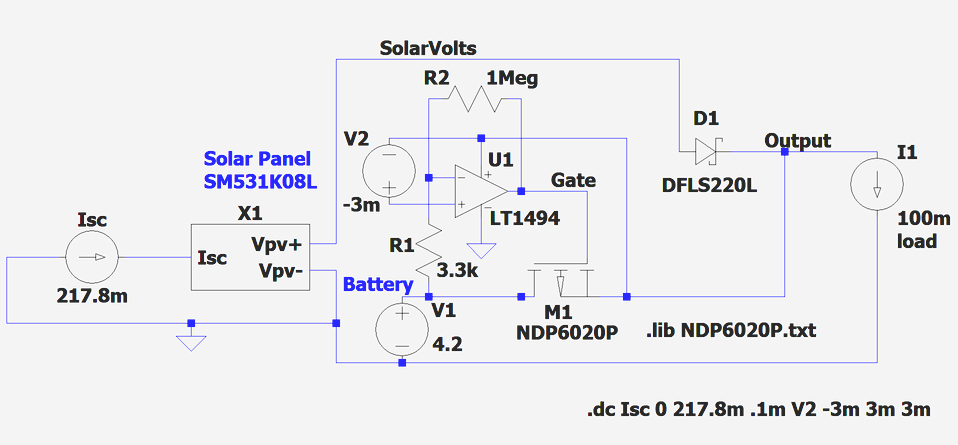 SolarVolts
R2 1Meg
D1
Output
V2
U1
I1
Solar Panel
SM531K08L
+
Gate
DFLS220L
-3m
LT1494
X1
Isc
Isc
Vpv+
Vpv-
R1
3.3k
100m
load
217.8m
Battery
V1
4.2
M1
NDP6020P
.lib NDP6020P.txt
.dc Isc 0 217.8m .1m V2 -3m 3m 3m